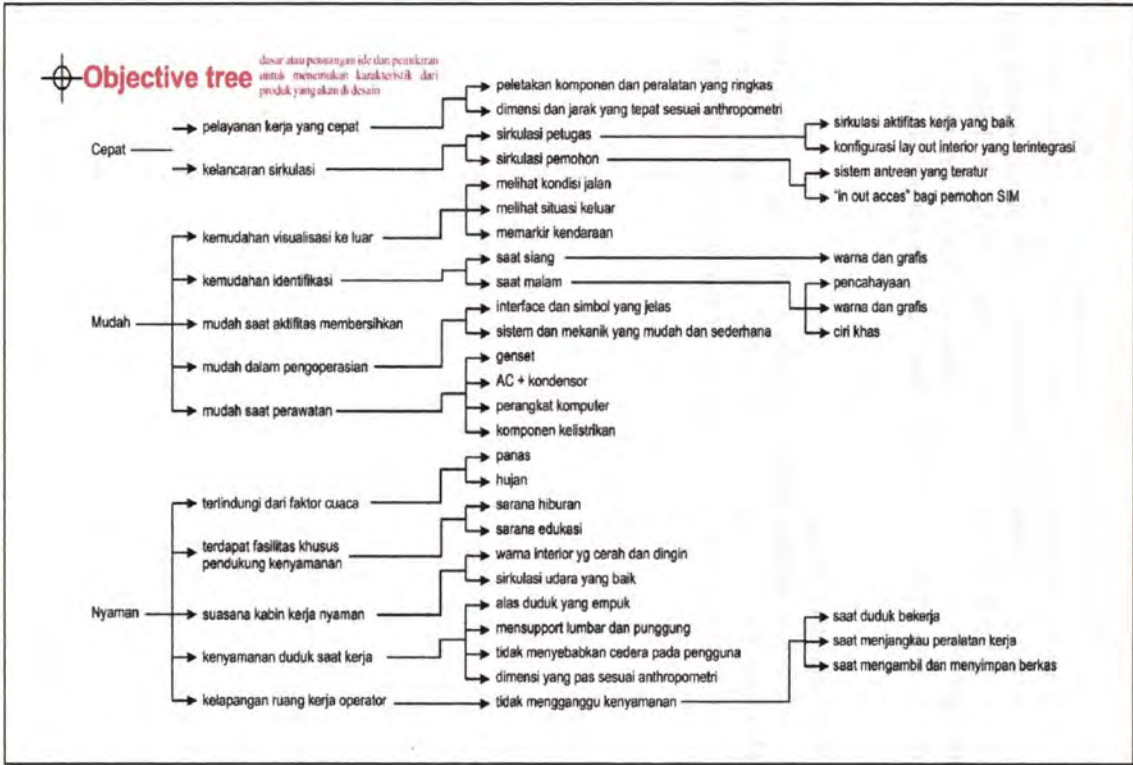 Objective tree
dasar atau penuangan ide dan pemikiran
untuk menemukan karakteristik dari
produk yang akan di desain
Cepat
pelayanan kerja yang cepat
peletakan komponen dan peralatan yang ringkas
dimensi dan jarak yang tepat sesuai anthropometri
kelancaran sirkulasi
sirkulasi petugas
sirkulasi aktifitas kerja yang baik
konfigurasi lay out interior yang terintegrasi
sirkulasi pemohon
sistem antrean yang teratur
"in out acces" bagi pemohon SIM
Mudah
kemudahan visualisasi ke luar
melihat kondisi jalan
melihat situasi keluar
memarkir kendaraan
kemudahan identifikasi
saat siang
warna dan grafis
saat malam
pencahayaan
warna dan grafis
ciri khas
mudah saat aktifitas membersihkan
mudah dalam pengoperasian
interface dan simbol yang jelas
sistem dan mekanik yang mudah dan sederhana
mudah saat perawatan
genset
AC + kondensor
perangkat komputer
komponen kelistrikan
Nyaman
terlindungi dari faktor cuaca
panas
hujan
terdapat fasilitas khusus
pendukung kenyamanan
sarana hiburan
sarana edukasi
suasana kabin kerja nyaman
warna interior yg cerah dan dingin
sirkulasi udara yang baik
kenyamanan duduk saat kerja
alas duduk yang empuk
mensupport lumbar dan punggung
tidak menyebabkan cedera pada pengguna
dimensi yang pas sesuai anthropometri
kelapangan ruang kerja operator
tidak mengganggu kenyamanan
saat duduk bekerja
saat menjangkau peralatan kerja
saat mengambil dan menyimpan berkas